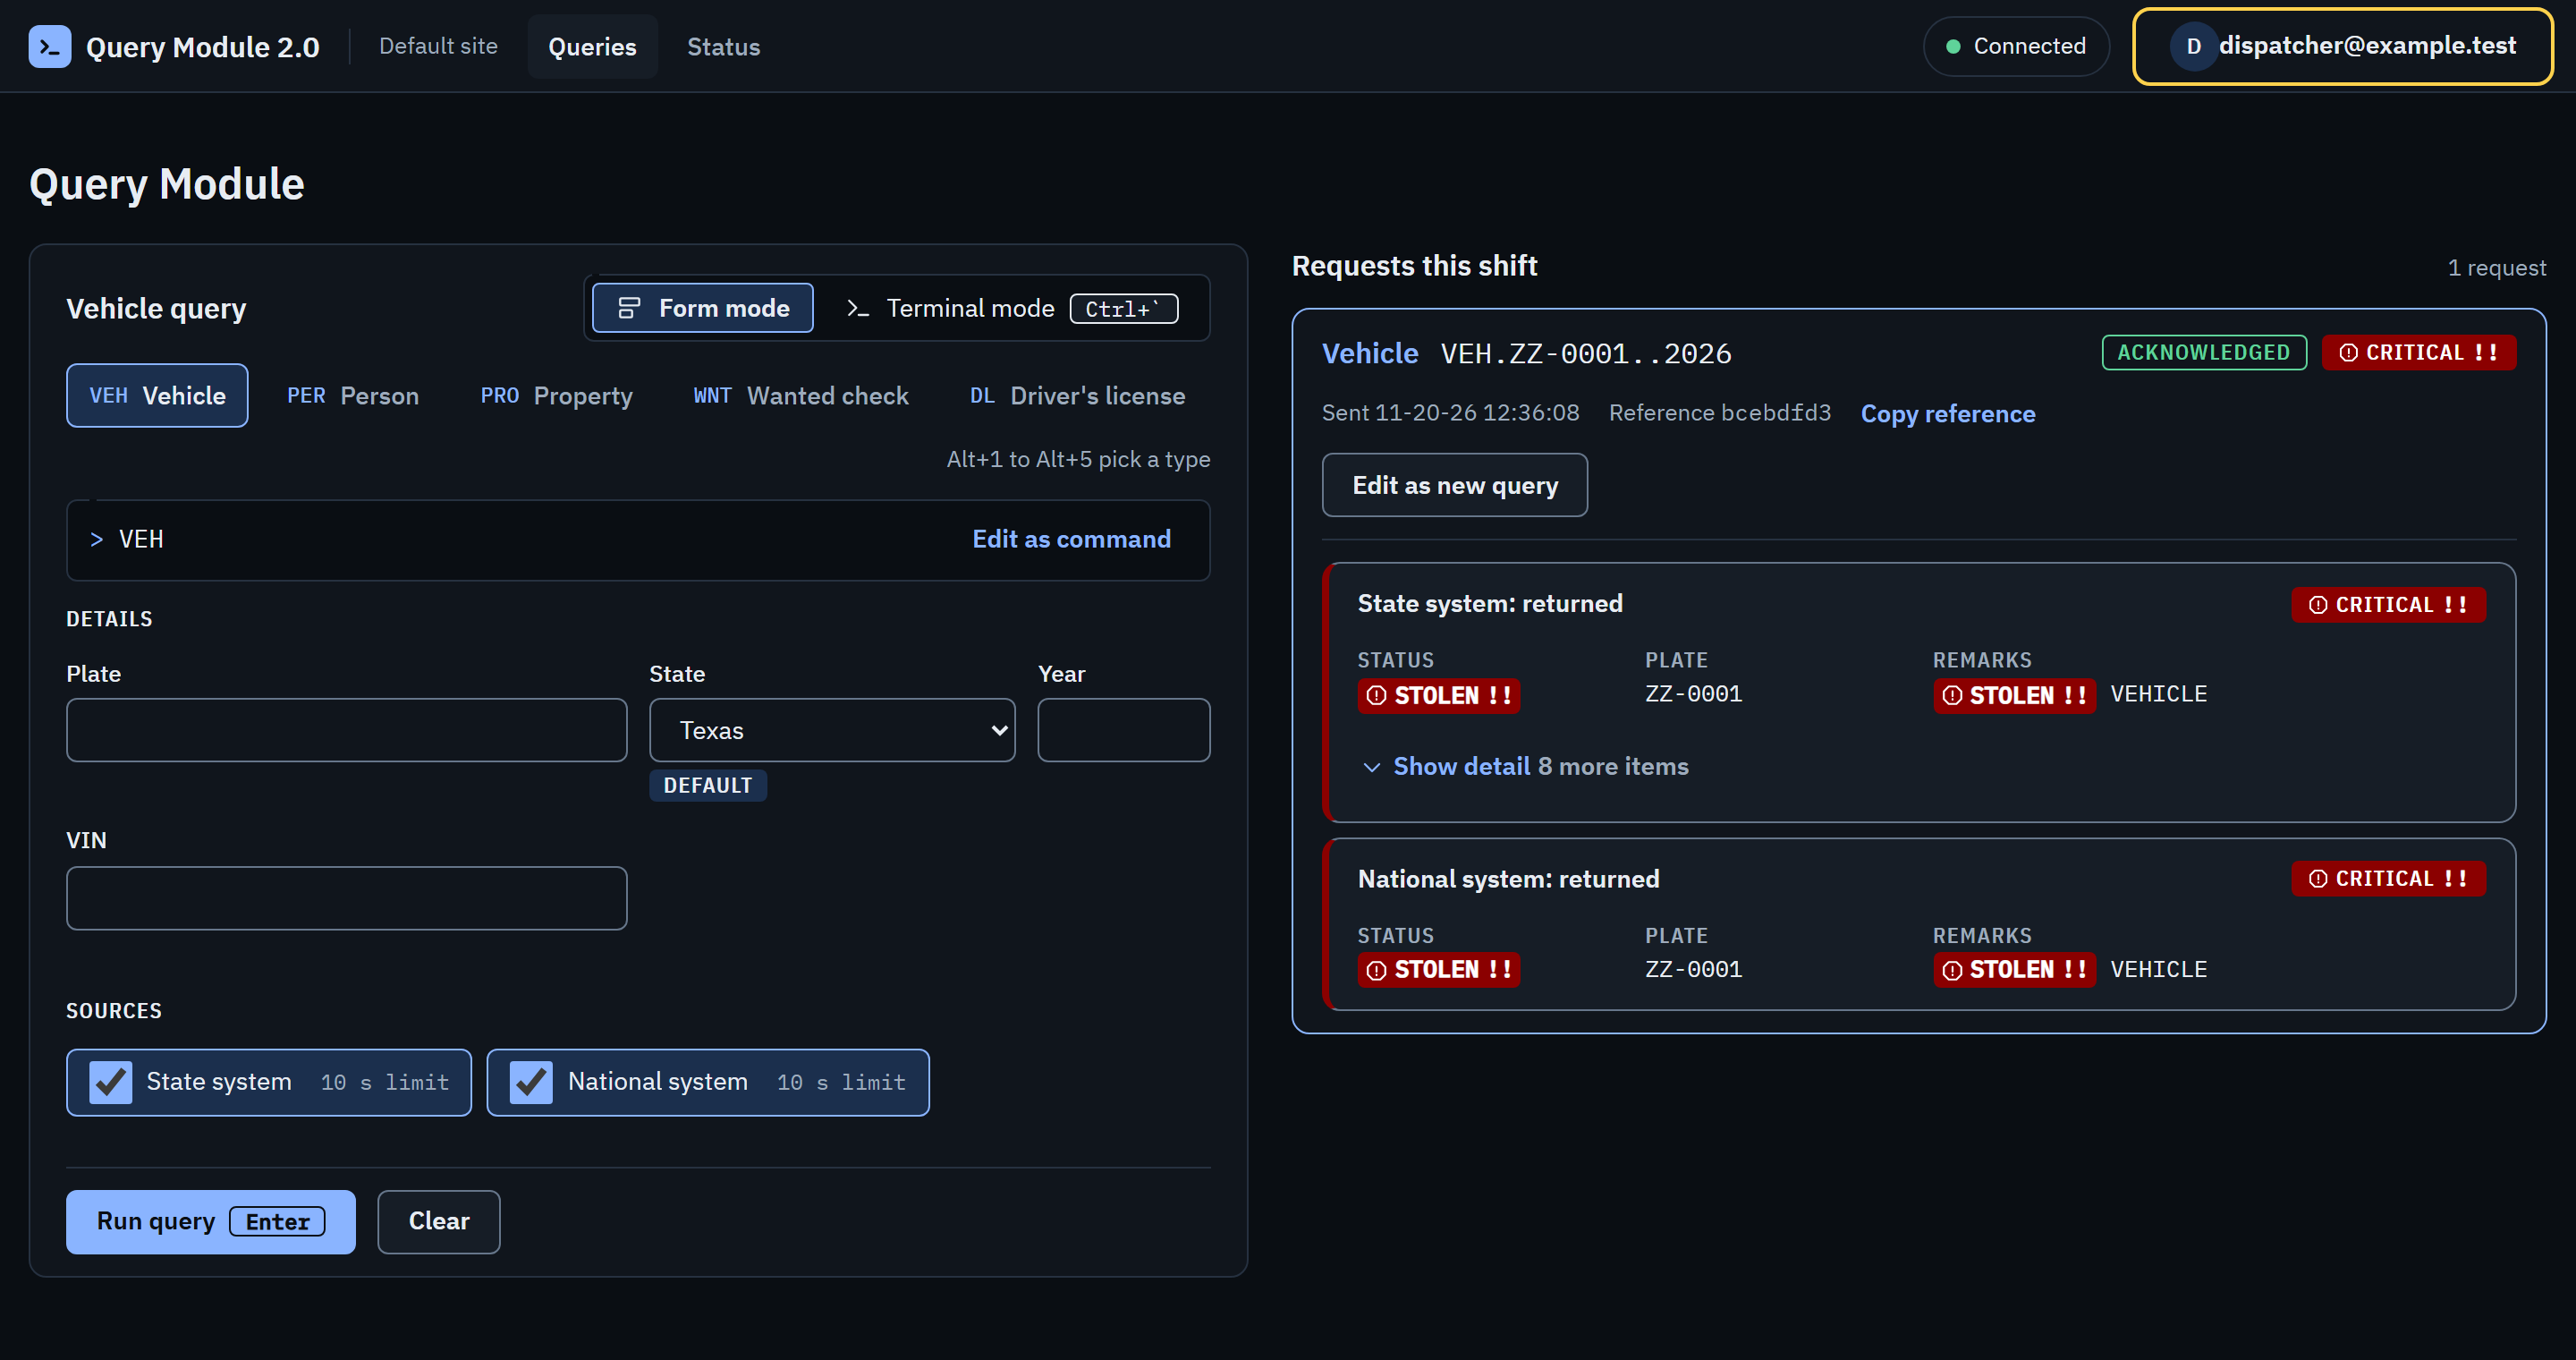 Query Module 2.0
Default site
Queries
Status
Connected
D dispatcher@example.test
Query Module
Vehicle query
Form mode
Terminal mode Ctrl+`
VEH Vehicle
PER Person
PRO Property
WNT Wanted check
DL Driver's license
Alt+1 to Alt+5 pick a type
> VEH
Edit as command
DETAILS
Plate
State
Year
Texas
DEFAULT
VIN
SOURCES
State system 10 s limit
National system 10 s limit
Run query Enter
Clear
Requests this shift
1 request
Vehicle VEH.ZZ-0001..2026
ACKNOWLEDGED
CRITICAL !!
Sent 11-20-26 12:36:08
Reference bcebdfd3
Copy reference
Edit as new query
State system: returned
CRITICAL !!
STATUS
PLATE
REMARKS
STOLEN !!
ZZ-0001
STOLEN !! VEHICLE
Show detail 8 more items
National system: returned
CRITICAL !!
STATUS
PLATE
REMARKS
STOLEN !!
ZZ-0001
STOLEN !! VEHICLE